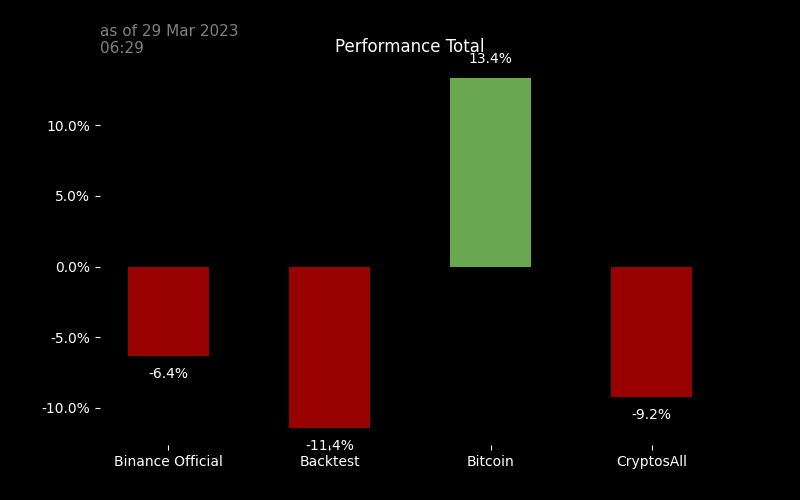 as of 29 Mar 2023
06:29
Performance Total
13.4%
10.0%
5.0%
0.0%
-5.0%
-10.0%
-6.4%
-11.4%
-9.2%
Binance Official
Backtest
Bitcoin
CryptosAll